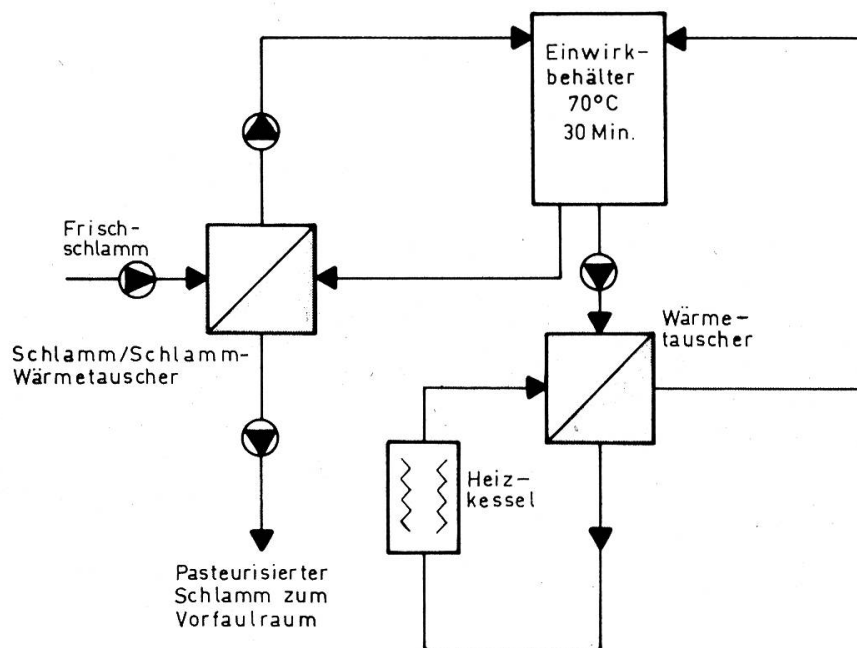 Einwirk-
behälter
70°C
30 Min.
Frisch-
schlamm
Schlamm/Schlamm-
Wärmetauscher
Wärme-
tauscher
Heiz-
kessel
Pasteurisierter
Schlamm zum
Vorfaulraum